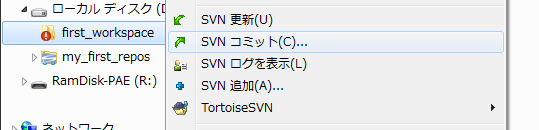 ローカル ディスク (D
first_workspace
my_first_repos
RamDisk-PAE (R:)
ネットワーク
SVN 更新(U)
SVN コミット(C)...
SVN ログを表示(L)
SVN 追加(A)...
TortoiseSVN